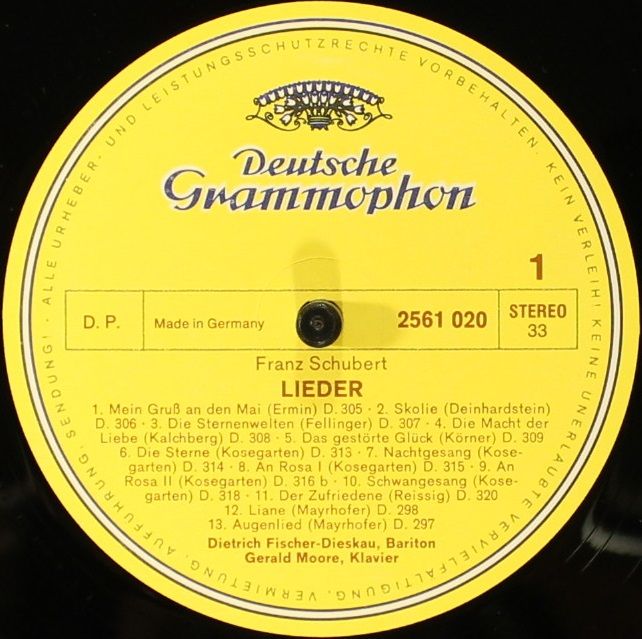 ALLE URHEBER- UND LEISTUNGSSCHUTZRECHTE VORBEHALTEN. KEIN VERLEIH! KEINE UNERLAUBTE VERVIELFÄLTIGUNG, VERMIETUNG, AUFFÜHRUNG, SENDUNG! ·
Deutsche
Grammophon
1
D. P.
Made in Germany
2561 020
STEREO
33
Franz Schubert
LIEDER
1. Mein Gruß an den Mai (Ermin) D. 305 · 2. Skolie (Deinhardstein)
D. 306 · 3. Die Sternenwelten (Fellinger) D. 307 · 4. Die Macht der
Liebe (Kalchberg) D. 308 · 5. Das gestörte Glück (Körner) D. 309
6. Die Sterne (Kosegarten) D. 313 · 7. Nachtgesang (Kose-
garten) D. 314 · 8. An Rosa I (Kosegarten) D. 315 · 9. An
Rosa II (Kosegarten) D. 316 b · 10. Schwangesang (Kose-
garten) D. 318 · 11. Der Zufriedene (Reissig) D. 320
12. Liane (Mayrhofer) D. 298
13. Augenlied (Mayrhofer) D. 297
Dietrich Fischer-Dieskau, Bariton
Gerald Moore, Klavier